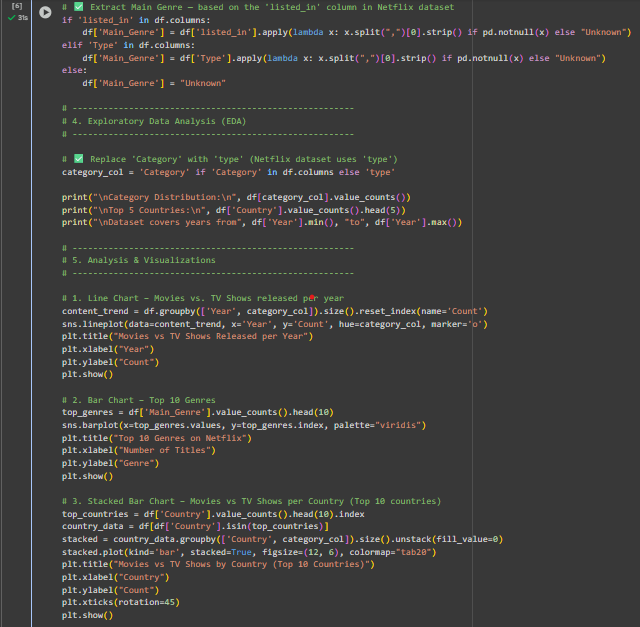 [6]
31s
# ✅ Extract Main Genre — based on the 'listed_in' column in Netflix dataset
if 'listed_in' in df.columns:
    df['Main_Genre'] = df['listed_in'].apply(lambda x: x.split(",")[0].strip() if pd.notnull(x) else "Unknown")
elif 'Type' in df.columns:
    df['Main_Genre'] = df['Type'].apply(lambda x: x.split(",")[0].strip() if pd.notnull(x) else "Unknown")
else:
    df['Main_Genre'] = "Unknown"
# ------------------------------------------------------
# 4. Exploratory Data Analysis (EDA)
# ------------------------------------------------------
# ✅ Replace 'Category' with 'type' (Netflix dataset uses 'type')
category_col = 'Category' if 'Category' in df.columns else 'type'
print("\nCategory Distribution:\n", df[category_col].value_counts())
print("\nTop 5 Countries:\n", df['Country'].value_counts().head(5))
print("\nDataset covers years from", df['Year'].min(), "to", df['Year'].max())
# ------------------------------------------------------
# 5. Analysis & Visualizations
# ------------------------------------------------------
# 1. Line Chart – Movies vs. TV Shows released per year
content_trend = df.groupby(['Year', category_col]).size().reset_index(name='Count')
sns.lineplot(data=content_trend, x='Year', y='Count', hue=category_col, marker='o')
plt.title("Movies vs TV Shows Released per Year")
plt.xlabel("Year")
plt.ylabel("Count")
plt.show()
# 2. Bar Chart – Top 10 Genres
top_genres = df['Main_Genre'].value_counts().head(10)
sns.barplot(x=top_genres.values, y=top_genres.index, palette="viridis")
plt.title("Top 10 Genres on Netflix")
plt.xlabel("Number of Titles")
plt.ylabel("Genre")
plt.show()
# 3. Stacked Bar Chart – Movies vs TV Shows per Country (Top 10 countries)
top_countries = df['Country'].value_counts().head(10).index
country_data = df[df['Country'].isin(top_countries)]
stacked = country_data.groupby(['Country', category_col]).size().unstack(fill_value=0)
stacked.plot(kind='bar', stacked=True, figsize=(12, 6), colormap="tab20")
plt.title("Movies vs TV Shows by Country (Top 10 Countries)")
plt.xlabel("Country")
plt.ylabel("Count")
plt.xticks(rotation=45)
plt.show()